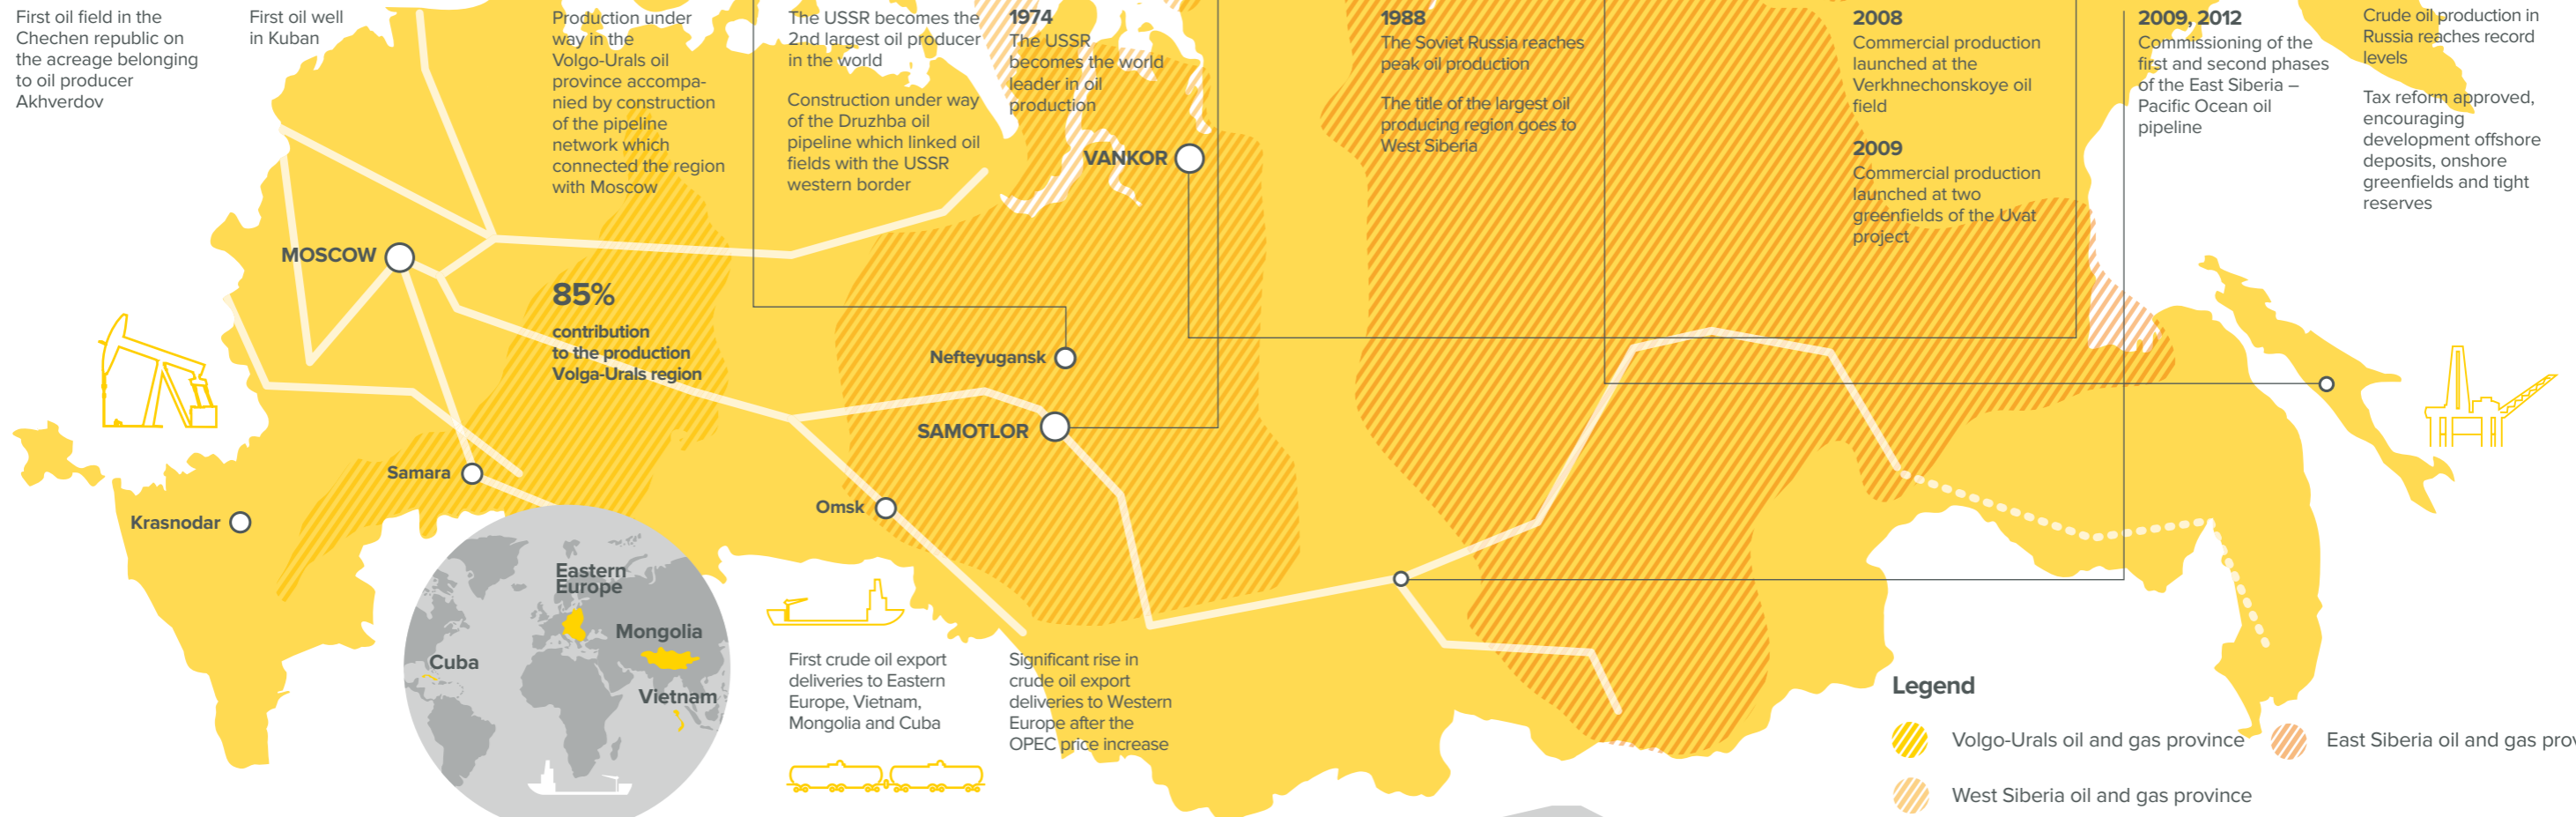 First oil field in the
Chechen republic on
the acreage belonging
to oil producer
Akhverdov
First oil well
in Kuban
Production under
way in the
Volgo-Urals oil
province accompa-
nied by construction
of the pipeline
network which
connected the region
with Moscow
The USSR becomes the
2nd largest oil producer
in the world
Construction under way
of the Druzhba oil
pipeline which linked oil
fields with the USSR
western border
1974
The USSR
becomes the world
leader in oil
production
1988
The Soviet Russia reaches
peak oil production
The title of the largest oil
producing region goes to
West Siberia
2008
Commercial production
launched at the
Verkhnechonskoye oil
field
2009
Commercial production
launched at two
greenfields of the Uvat
project
2009, 2012
Commissioning of the
first and second phases
of the East Siberia –
Pacific Ocean oil
pipeline
Crude oil production in
Russia reaches record
levels
Tax reform approved,
encouraging
development offshore
deposits, onshore
greenfields and tight
reserves
VANKOR
MOSCOW
85%
contribution
to the production
Volga-Urals region
Nefteyugansk
SAMOTLOR
Samara
Omsk
Krasnodar
Eastern
Europe
Mongolia
Cuba
Vietnam
First crude oil export
deliveries to Eastern
Europe, Vietnam,
Mongolia and Cuba
Significant rise in
crude oil export
deliveries to Western
Europe after the
OPEC price increase
Legend
Volgo-Urals oil and gas province
East Siberia oil and gas
West Siberia oil and gas province